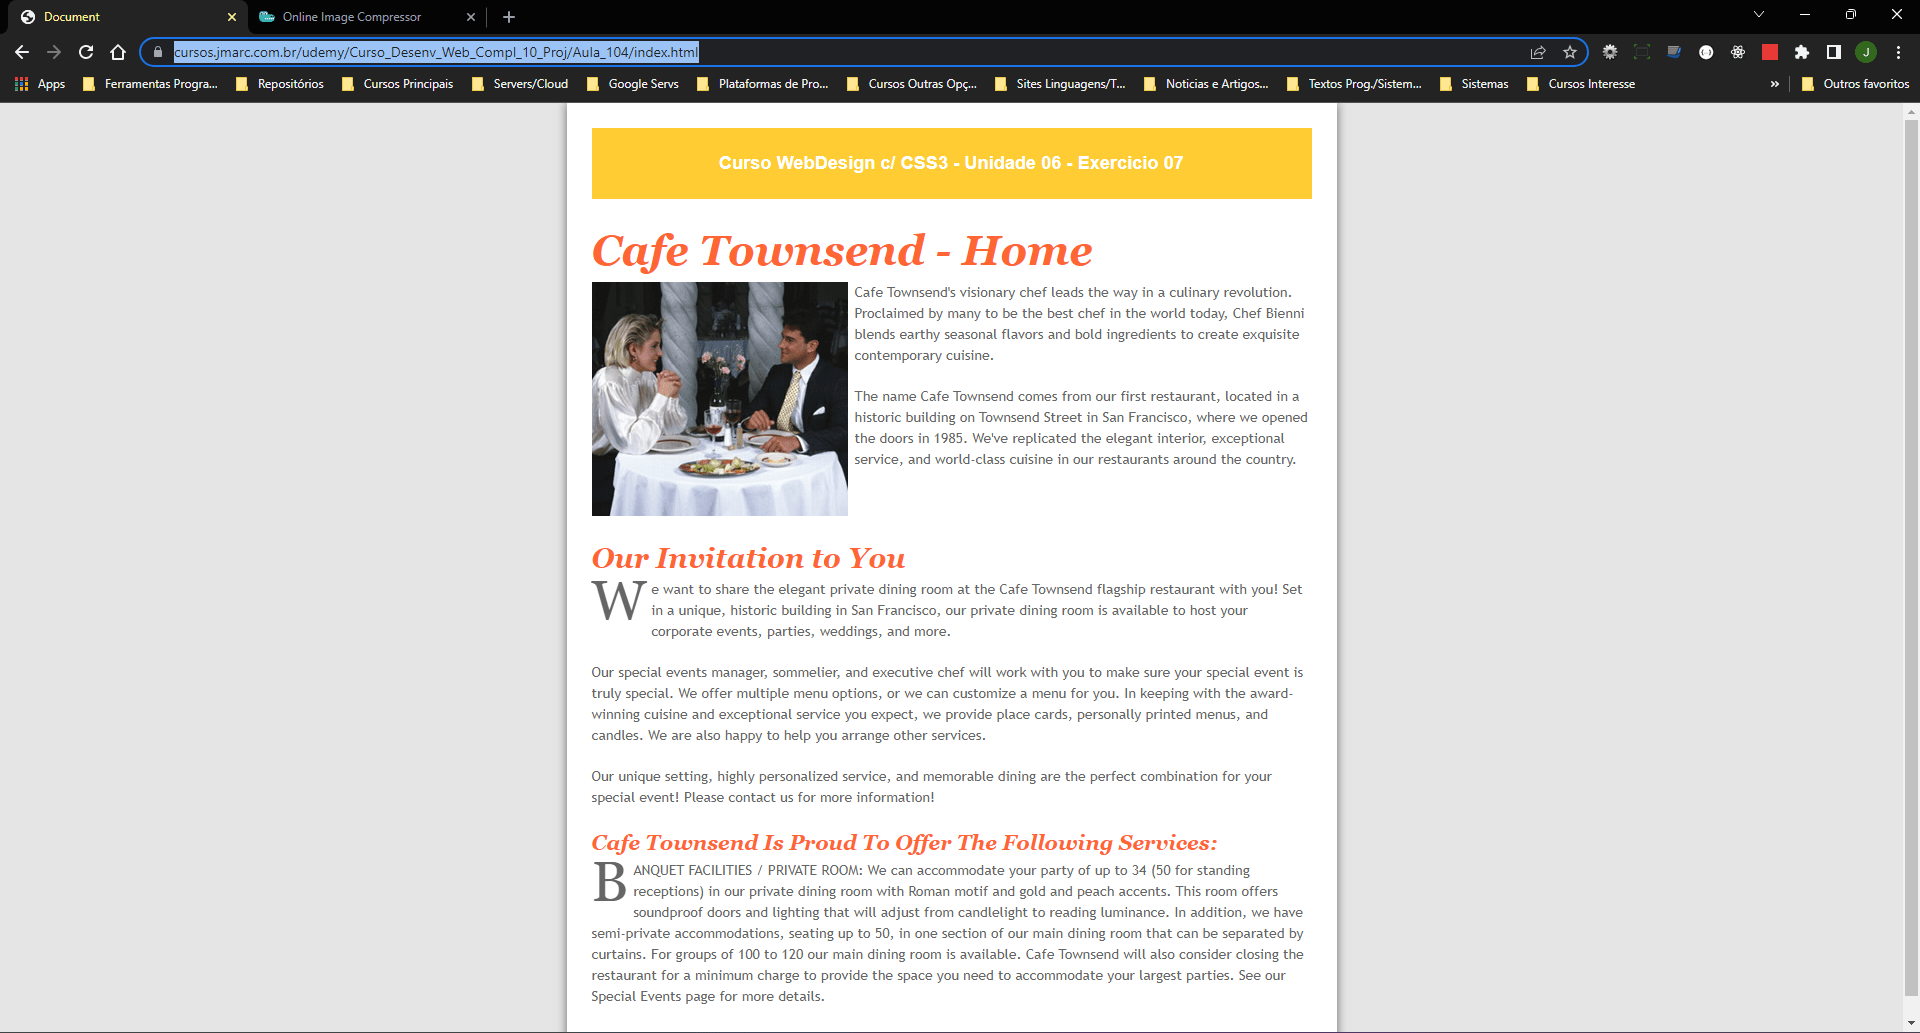 Document
Online Image Compressor
cursos.jmarc.com.br/udemy/Curso_Desenv_Web_Compl_10_Proj/Aula_104/index.html
J
Apps
Ferramentas Progra...
Repositórios
Cursos Principais
Servers/Cloud
Google Servs
Plataformas de Pro...
Cursos Outras Opç...
Sites Linguagens/T...
Noticias e Artigos...
Textos Prog./Sistem...
Sistemas
Cursos Interesse
»
Outros favoritos
Curso WebDesign c/ CSS3 - Unidade 06 - Exercicio 07
Cafe Townsend - Home
Cafe Townsend's visionary chef leads the way in a culinary revolution.
Proclaimed by many to be the best chef in the world today, Chef Bienni
blends earthy seasonal flavors and bold ingredients to create exquisite
contemporary cuisine.
The name Cafe Townsend comes from our first restaurant, located in a
historic building on Townsend Street in San Francisco, where we opened
the doors in 1985. We've replicated the elegant interior, exceptional
service, and world-class cuisine in our restaurants around the country.
Our Invitation to You
We want to share the elegant private dining room at the Cafe Townsend flagship restaurant with you! Set
in a unique, historic building in San Francisco, our private dining room is available to host your
corporate events, parties, weddings, and more.
Our special events manager, sommelier, and executive chef will work with you to make sure your special event is
truly special. We offer multiple menu options, or we can customize a menu for you. In keeping with the award-
winning cuisine and exceptional service you expect, we provide place cards, personally printed menus, and
candles. We are also happy to help you arrange other services.
Our unique setting, highly personalized service, and memorable dining are the perfect combination for your
special event! Please contact us for more information!
Cafe Townsend Is Proud To Offer The Following Services:
BANQUET FACILITIES / PRIVATE ROOM: We can accommodate your party of up to 34 (50 for standing
receptions) in our private dining room with Roman motif and gold and peach accents. This room offers
soundproof doors and lighting that will adjust from candlelight to reading luminance. In addition, we have
semi-private accommodations, seating up to 50, in one section of our main dining room that can be separated by
curtains. For groups of 100 to 120 our main dining room is available. Cafe Townsend will also consider closing the
restaurant for a minimum charge to provide the space you need to accommodate your largest parties. See our
Special Events page for more details.